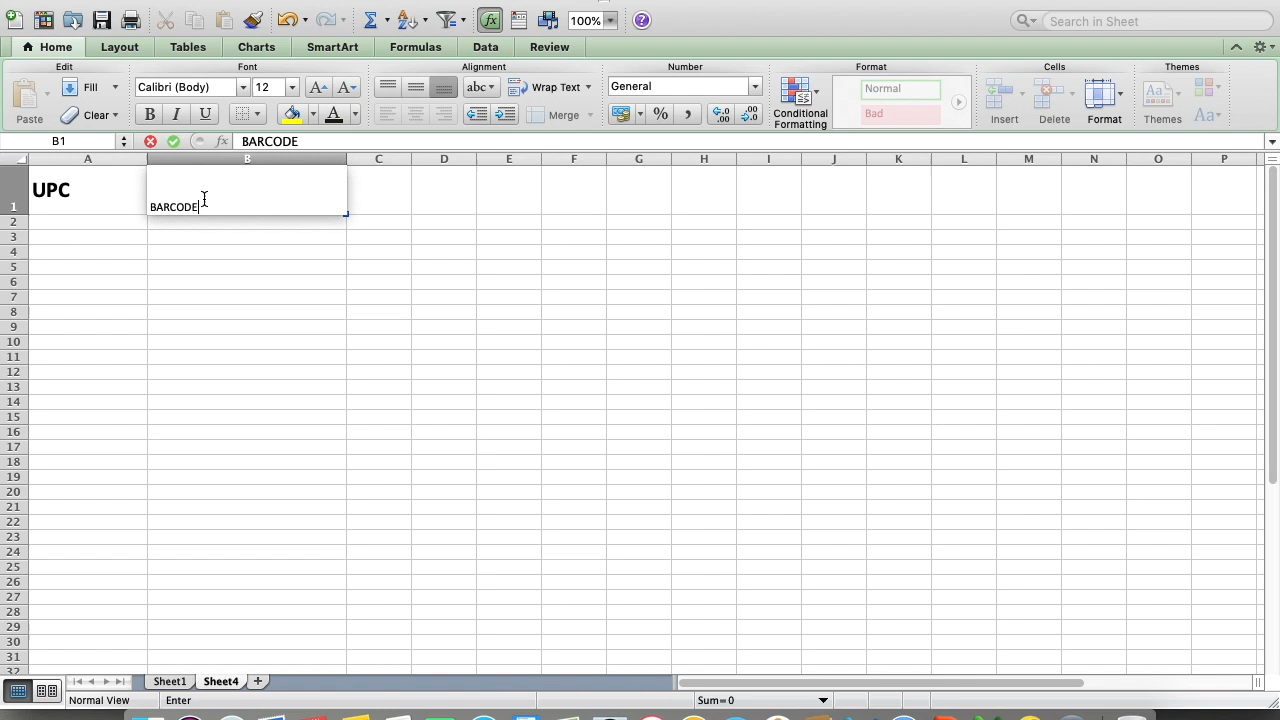 100%
Search in Sheet
Home Layout Tables Charts SmartArt Formulas Data Review
Edit Font Alignment Number Format Cells Themes
Paste Fill Clear
Calibri (Body) 12 A A
B I U A
abc Wrap Text
Merge
General
% ,
Conditional Formatting
Normal
Bad
Insert Delete Format
Themes Aa
B1 fx BARCODE
A B C D E F G H I J K L M N O P
1 UPC BARCODE
2
3
4
5
6
7
8
9
10
11
12
13
14
15
16
17
18
19
20
21
22
23
24
25
26
27
28
29
30
31
32
Sheet1 Sheet4 +
Normal View Enter Sum=0